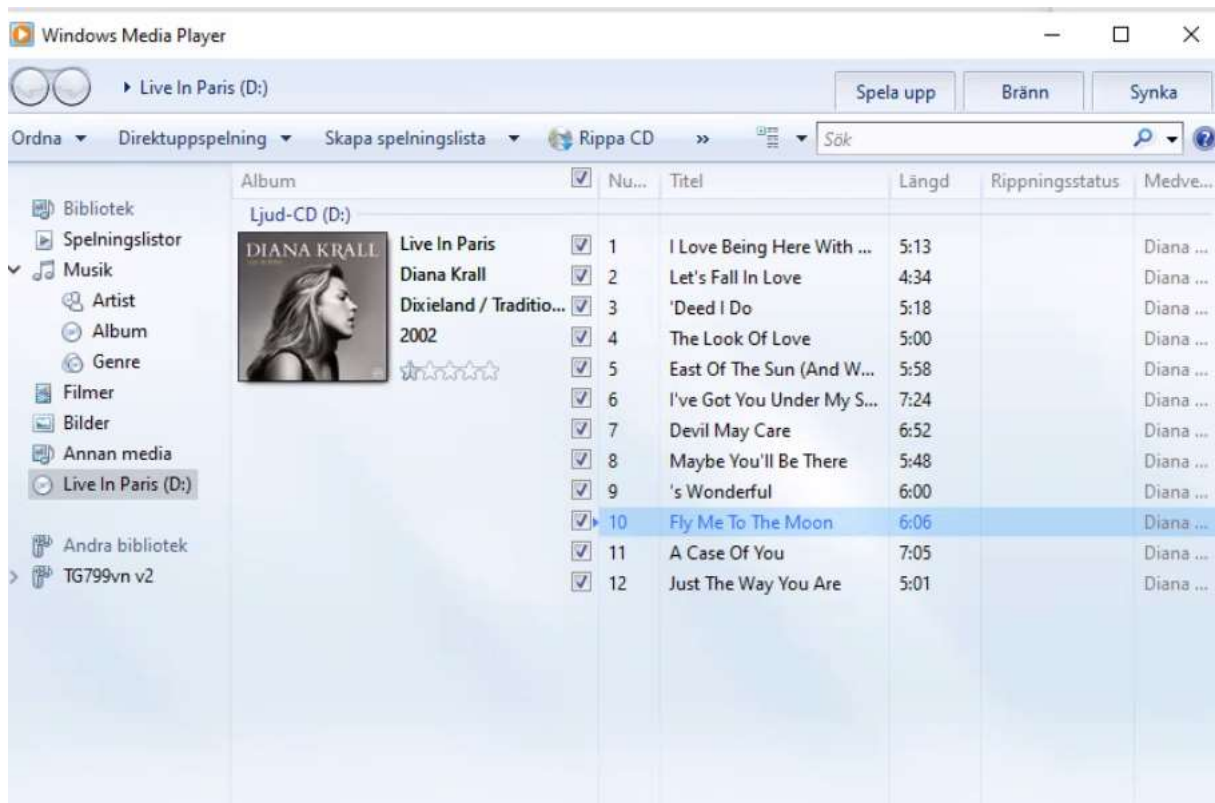 Windows Media Player
Live In Paris (D:)
Spela upp Bränn Synka
Ordna Direktuppspelning Skapa spelningslista Rippa CD » Sök
Album Nu... Titel Längd Rippningsstatus Medve...
Bibliotek
Spelningslistor
Musik
Artist
Album
Genre
Filmer
Bilder
Annan media
Live In Paris (D:)
Andra bibliotek
TG799vn v2
Ljud-CD (D:)
DIANA KRALL
Live In Paris
Diana Krall
Dixieland / Traditio...
2002
1 I Love Being Here With ... 5:13 Diana ...
2 Let's Fall In Love 4:34 Diana ...
3 'Deed I Do 5:18 Diana ...
4 The Look Of Love 5:00 Diana ...
5 East Of The Sun (And W... 5:58 Diana ...
6 I've Got You Under My S... 7:24 Diana ...
7 Devil May Care 6:52 Diana ...
8 Maybe You'll Be There 5:48 Diana ...
9 's Wonderful 6:00 Diana ...
10 Fly Me To The Moon 6:06 Diana ...
11 A Case Of You 7:05 Diana ...
12 Just The Way You Are 5:01 Diana ...